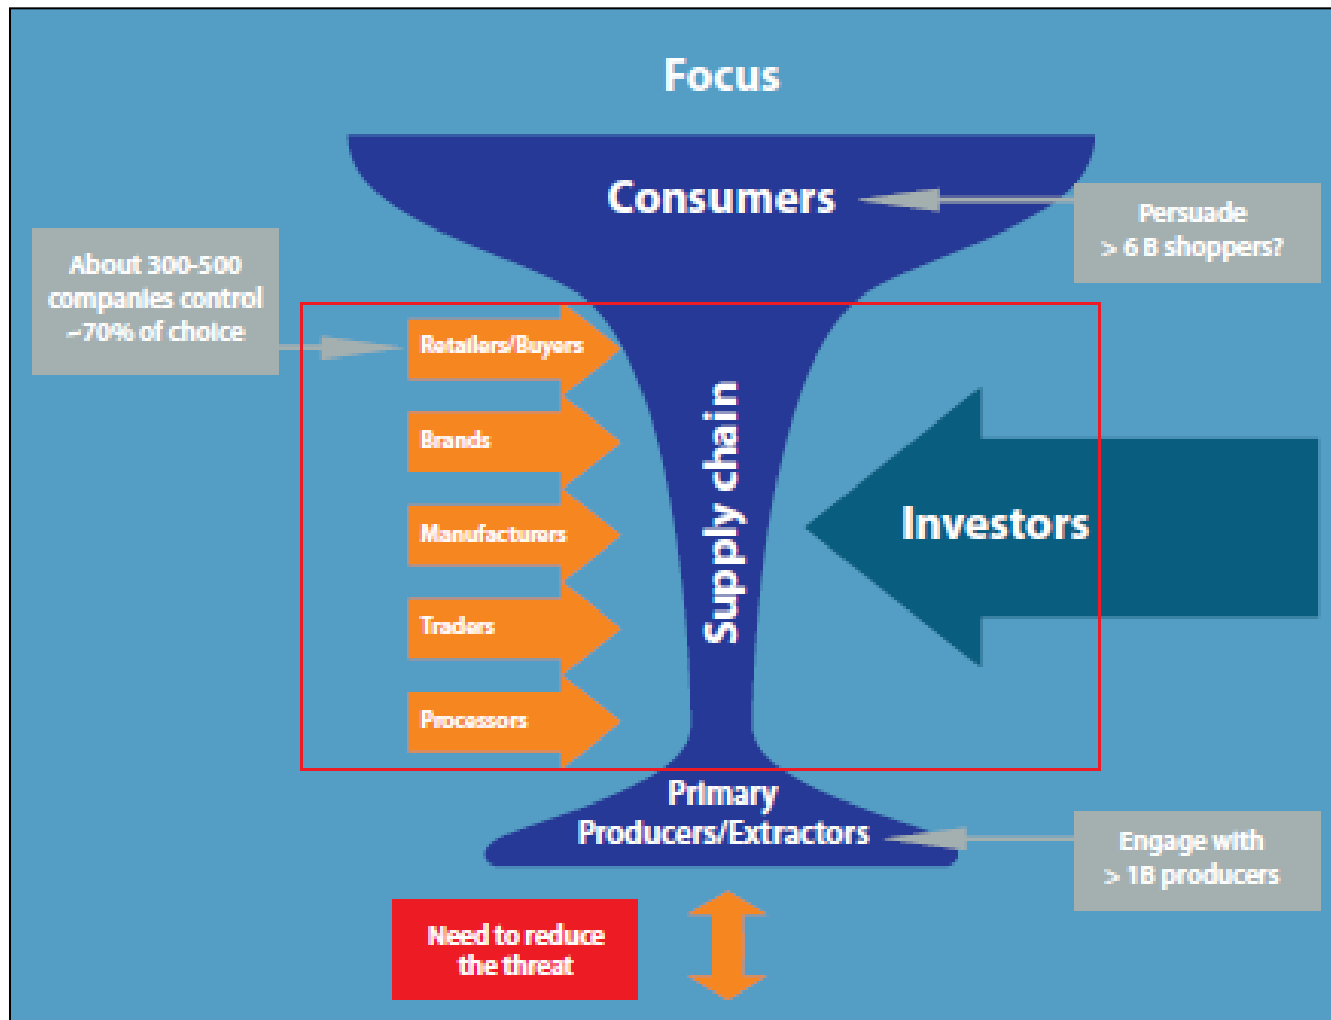 Focus
Consumers
Persuade
> 6 B shoppers?
About 300-500
companies control
~70% of choice
Retailers/Buyers
Brands
Manufacturers
Traders
Processors
Supply chain
Investors
Primary
Producers/Extractors
Engage with
> 1B producers
Need to reduce
the threat